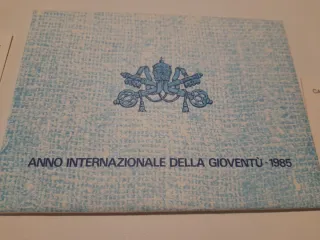 ANNO INTERNAZIONALE DELLA GIOVENTÙ - 1985